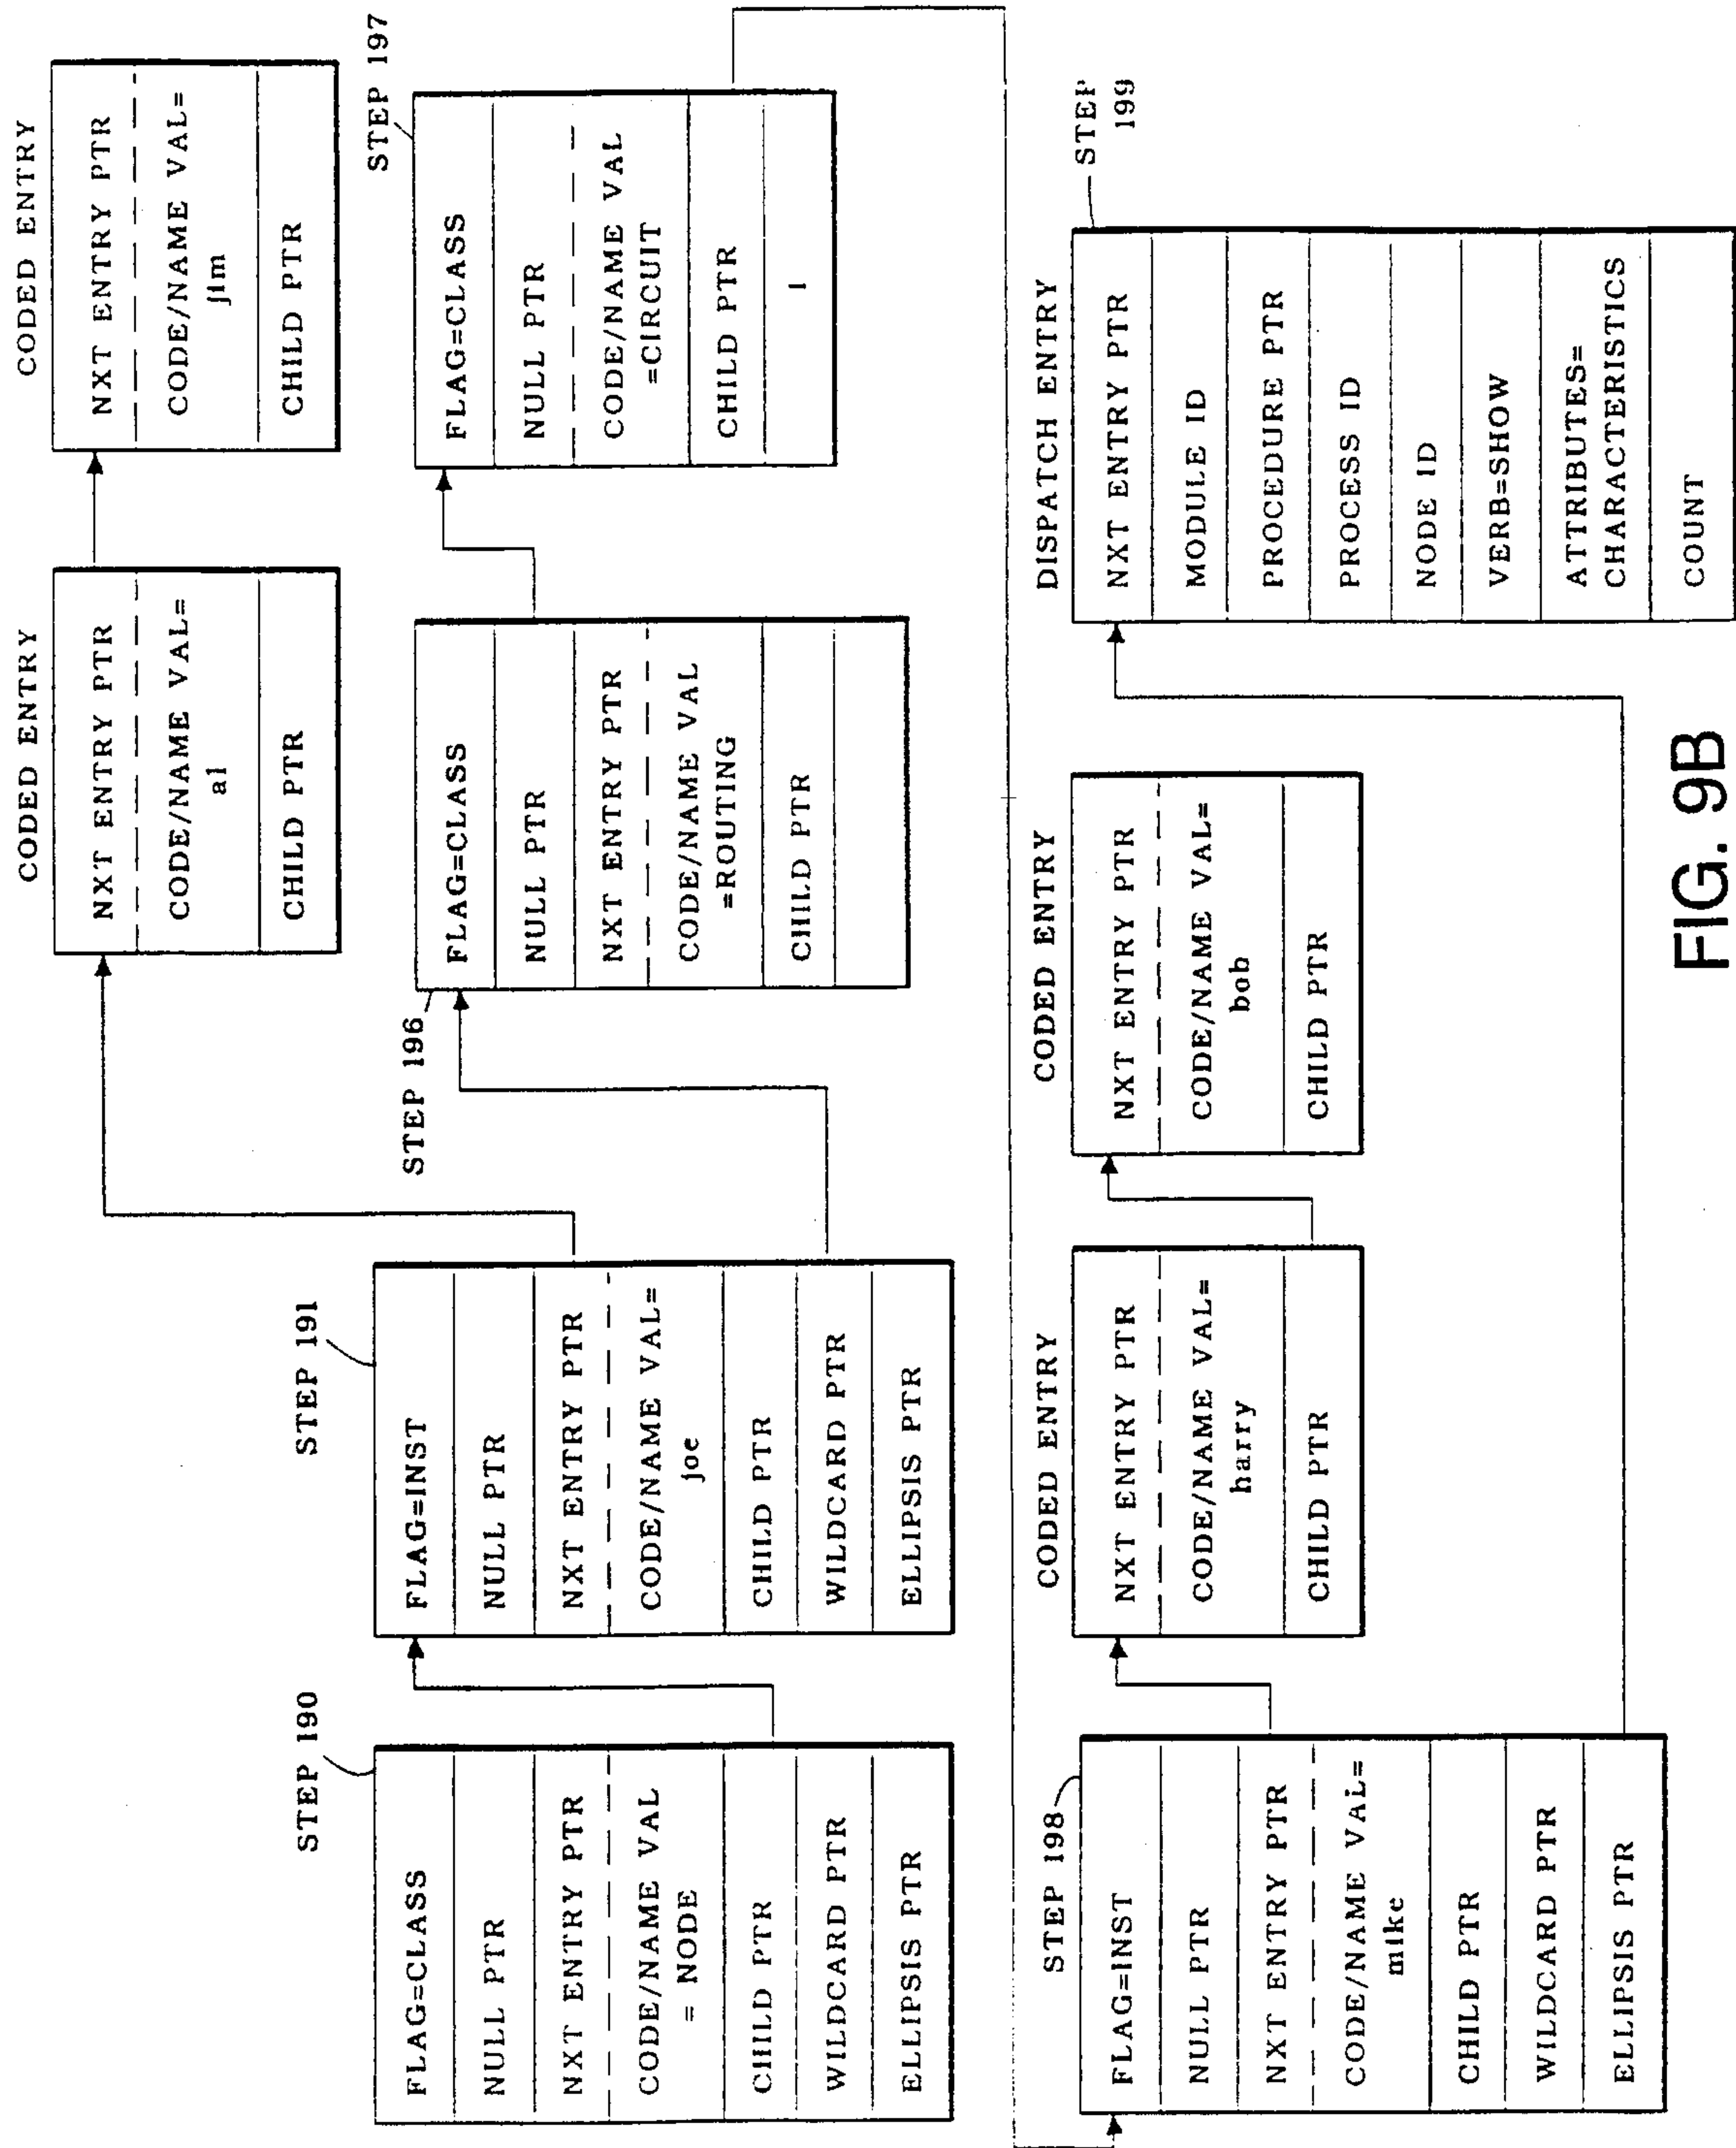 STEP 190
FLAG=CLASS
NULL PTR
NXT ENTRY PTR
CODE/NAME VAL
= NODE
CHILD PTR
WILDCARD PTR
ELLIPSIS PTR
STEP 191
FLAG=INST
NULL PTR
NXT ENTRY PTR
CODE/NAME VAL=
joe
CHILD PTR
WILDCARD PTR
ELLIPSIS PTR
CODED ENTRY
NXT ENTRY PTR
CODE/NAME VAL=
al
CHILD PTR
CODED ENTRY
NXT ENTRY PTR
CODE/NAME VAL=
jim
CHILD PTR
STEP 196
FLAG=CLASS
NULL PTR
NXT ENTRY PTR
CODE/NAME VAL
=ROUTING
CHILD PTR
STEP 197
FLAG=CLASS
NULL PTR
CODE/NAME VAL
=CIRCUIT
CHILD PTR
STEP 198
FLAG=INST
NULL PTR
NXT ENTRY PTR
CODE/NAME VAL=
mike
CHILD PTR
WILDCARD PTR
ELLIPSIS PTR
CODED ENTRY
NXT ENTRY PTR
CODE/NAME VAL=
harry
CHILD PTR
CODED ENTRY
NXT ENTRY PTR
CODE/NAME VAL=
bob
CHILD PTR
DISPATCH ENTRY
STEP
199
NXT ENTRY PTR
MODULE ID
PROCEDURE PTR
PROCESS ID
NODE ID
VERB=SHOW
ATTRIBUTES=
CHARACTERISTICS
COUNT
FIG. 9B